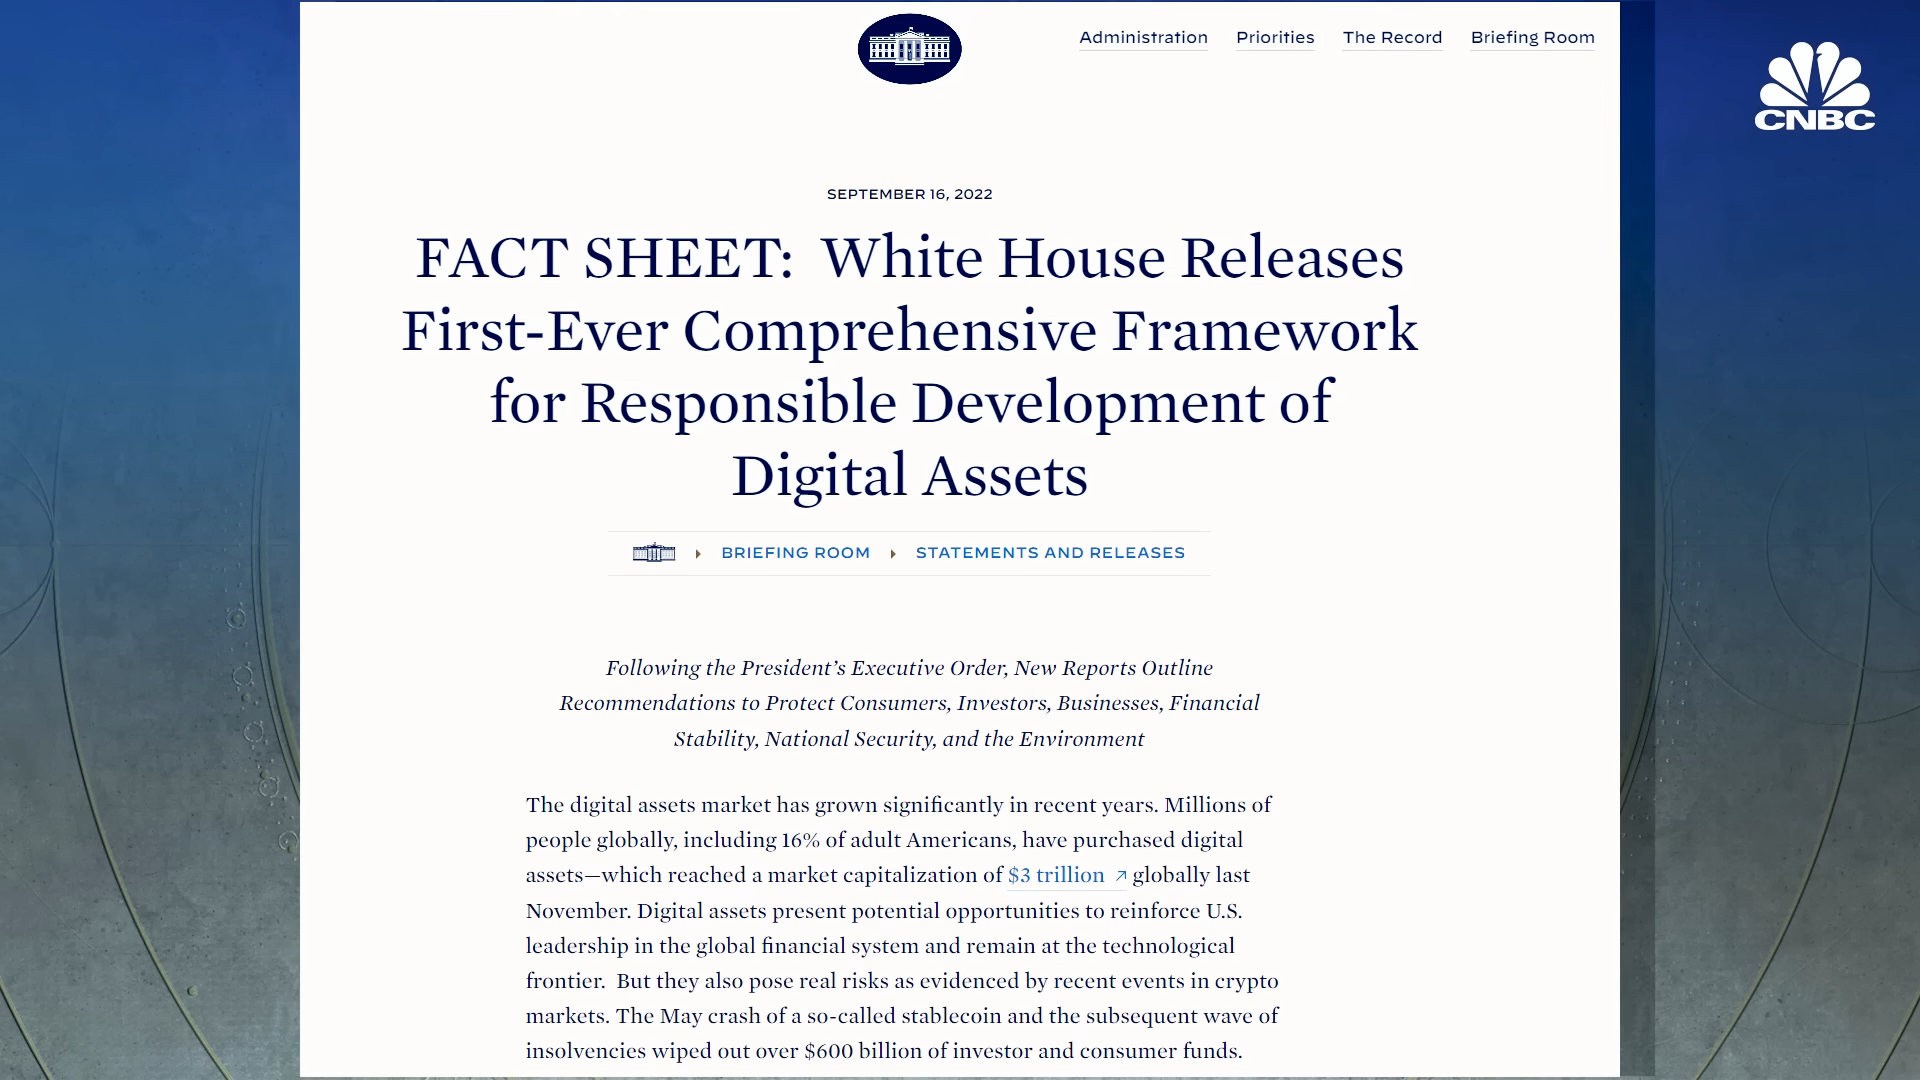 Administration Priorities The Record Briefing Room
CNBC
SEPTEMBER 16, 2022
FACT SHEET:  White House Releases
First-Ever Comprehensive Framework
for Responsible Development of
Digital Assets
BRIEFING ROOM STATEMENTS AND RELEASES
Following the President’s Executive Order, New Reports Outline
Recommendations to Protect Consumers, Investors, Businesses, Financial
Stability, National Security, and the Environment
The digital assets market has grown significantly in recent years. Millions of
people globally, including 16% of adult Americans, have purchased digital
assets—which reached a market capitalization of $3 trillion ↗ globally last
November. Digital assets present potential opportunities to reinforce U.S.
leadership in the global financial system and remain at the technological
frontier.  But they also pose real risks as evidenced by recent events in crypto
markets. The May crash of a so-called stablecoin and the subsequent wave of
insolvencies wiped out over $600 billion of investor and consumer funds.